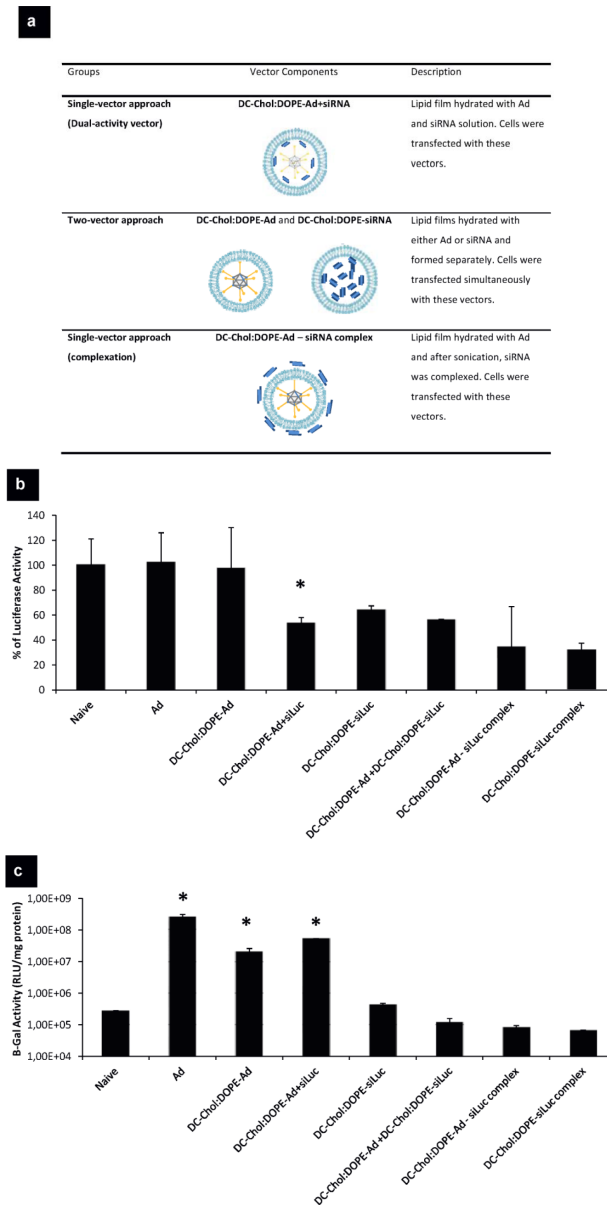 a
Groups Vector Components Description
Single-vector approach DC-Chol:DOPE-Ad+siRNA Lipid film hydrated with Ad
(Dual-activity vector) and siRNA solution. Cells were
transfected with these
vectors.
Two-vector approach DC-Chol:DOPE-Ad and DC-Chol:DOPE-siRNA Lipid films hydrated with
either Ad or siRNA and
formed separately. Cells were
transfected simultaneously
with these vectors.
Single-vector approach DC-Chol:DOPE-Ad – siRNA complex Lipid film hydrated with Ad
(complexation) and after sonication, siRNA
was complexed. Cells were
transfected with these
vectors.
b
% of Luciferase Activity
140
120
100
80
60
40
20
0
*
Naive
Ad
DC-Chol:DOPE-Ad
DC-Chol:DOPE-Ad+siLuc
DC-Chol:DOPE-siLuc
DC-Chol:DOPE-Ad +DC-Chol:DOPE-siLuc
DC-Chol:DOPE-Ad - siLuc complex
DC-Chol:DOPE-siLuc complex
c
B-Gal Activity (RLU/mg protein)
1,00E+09
1,00E+08
1,00E+07
1,00E+06
1,00E+05
1,00E+04
* * *
Naive
Ad
DC-Chol:DOPE-Ad
DC-Chol:DOPE-Ad+siLuc
DC-Chol:DOPE-siLuc
DC-Chol:DOPE-Ad +DC-Chol:DOPE-siLuc
DC-Chol:DOPE-Ad - siLuc complex
DC-Chol:DOPE-siLuc complex